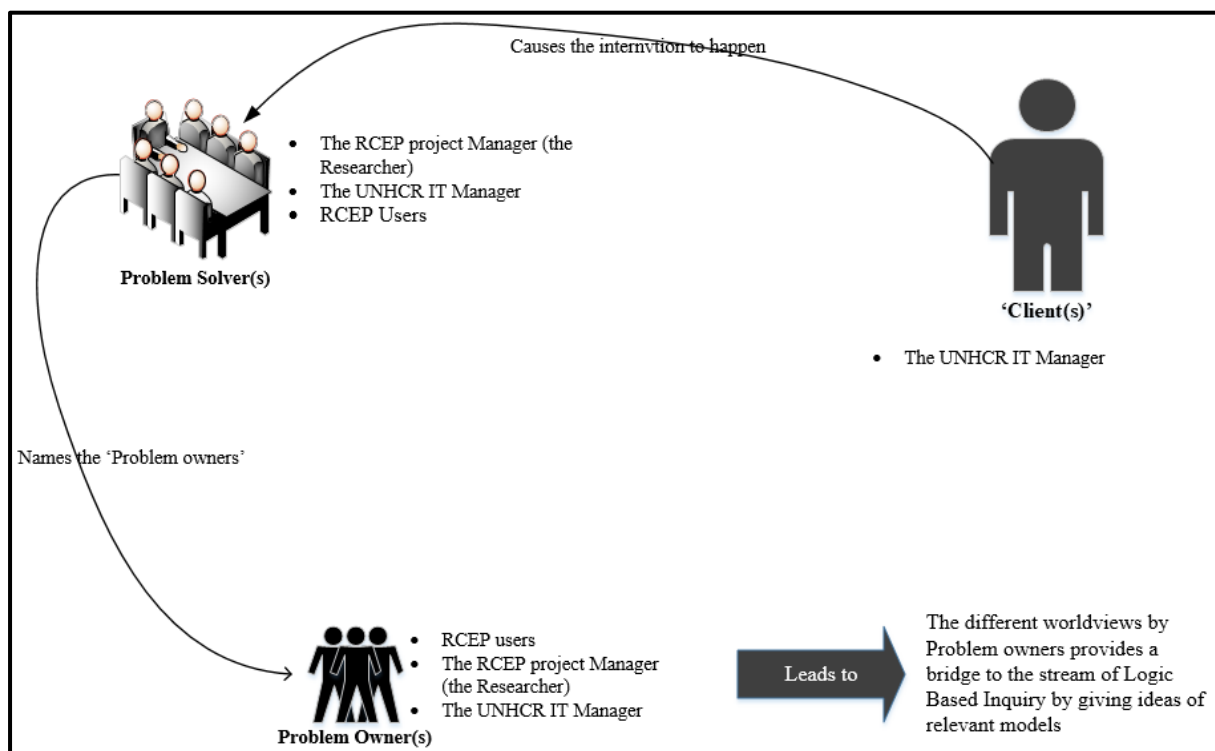 Causes the internvtion to happen
• The RCEP project Manager (the
Researcher)
• The UNHCR IT Manager
• RCEP Users
Problem Solver(s)
‘Client(s)’
• The UNHCR IT Manager
Names the ‘Problem owners’
• RCEP users
• The RCEP project Manager
(the Researcher)
• The UNHCR IT Manager
Problem Owner(s)
Leads to
The different worldviews by
Problem owners provides a
bridge to the stream of Logic
Based Inquiry by giving ideas of
relevant models